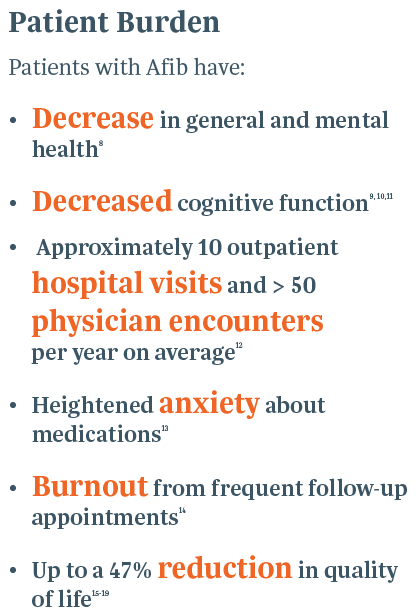 Patient Burden
Patients with Afib have:
• Decrease in general and mental
health⁸
• Decreased cognitive function⁹,¹⁰,¹¹
• Approximately 10 outpatient
hospital visits and > 50
physician encounters
per year on average¹²
• Heightened anxiety about
medications¹³
• Burnout from frequent follow-up
appointments¹⁴
• Up to a 47% reduction in quality
of life¹⁵-¹⁹